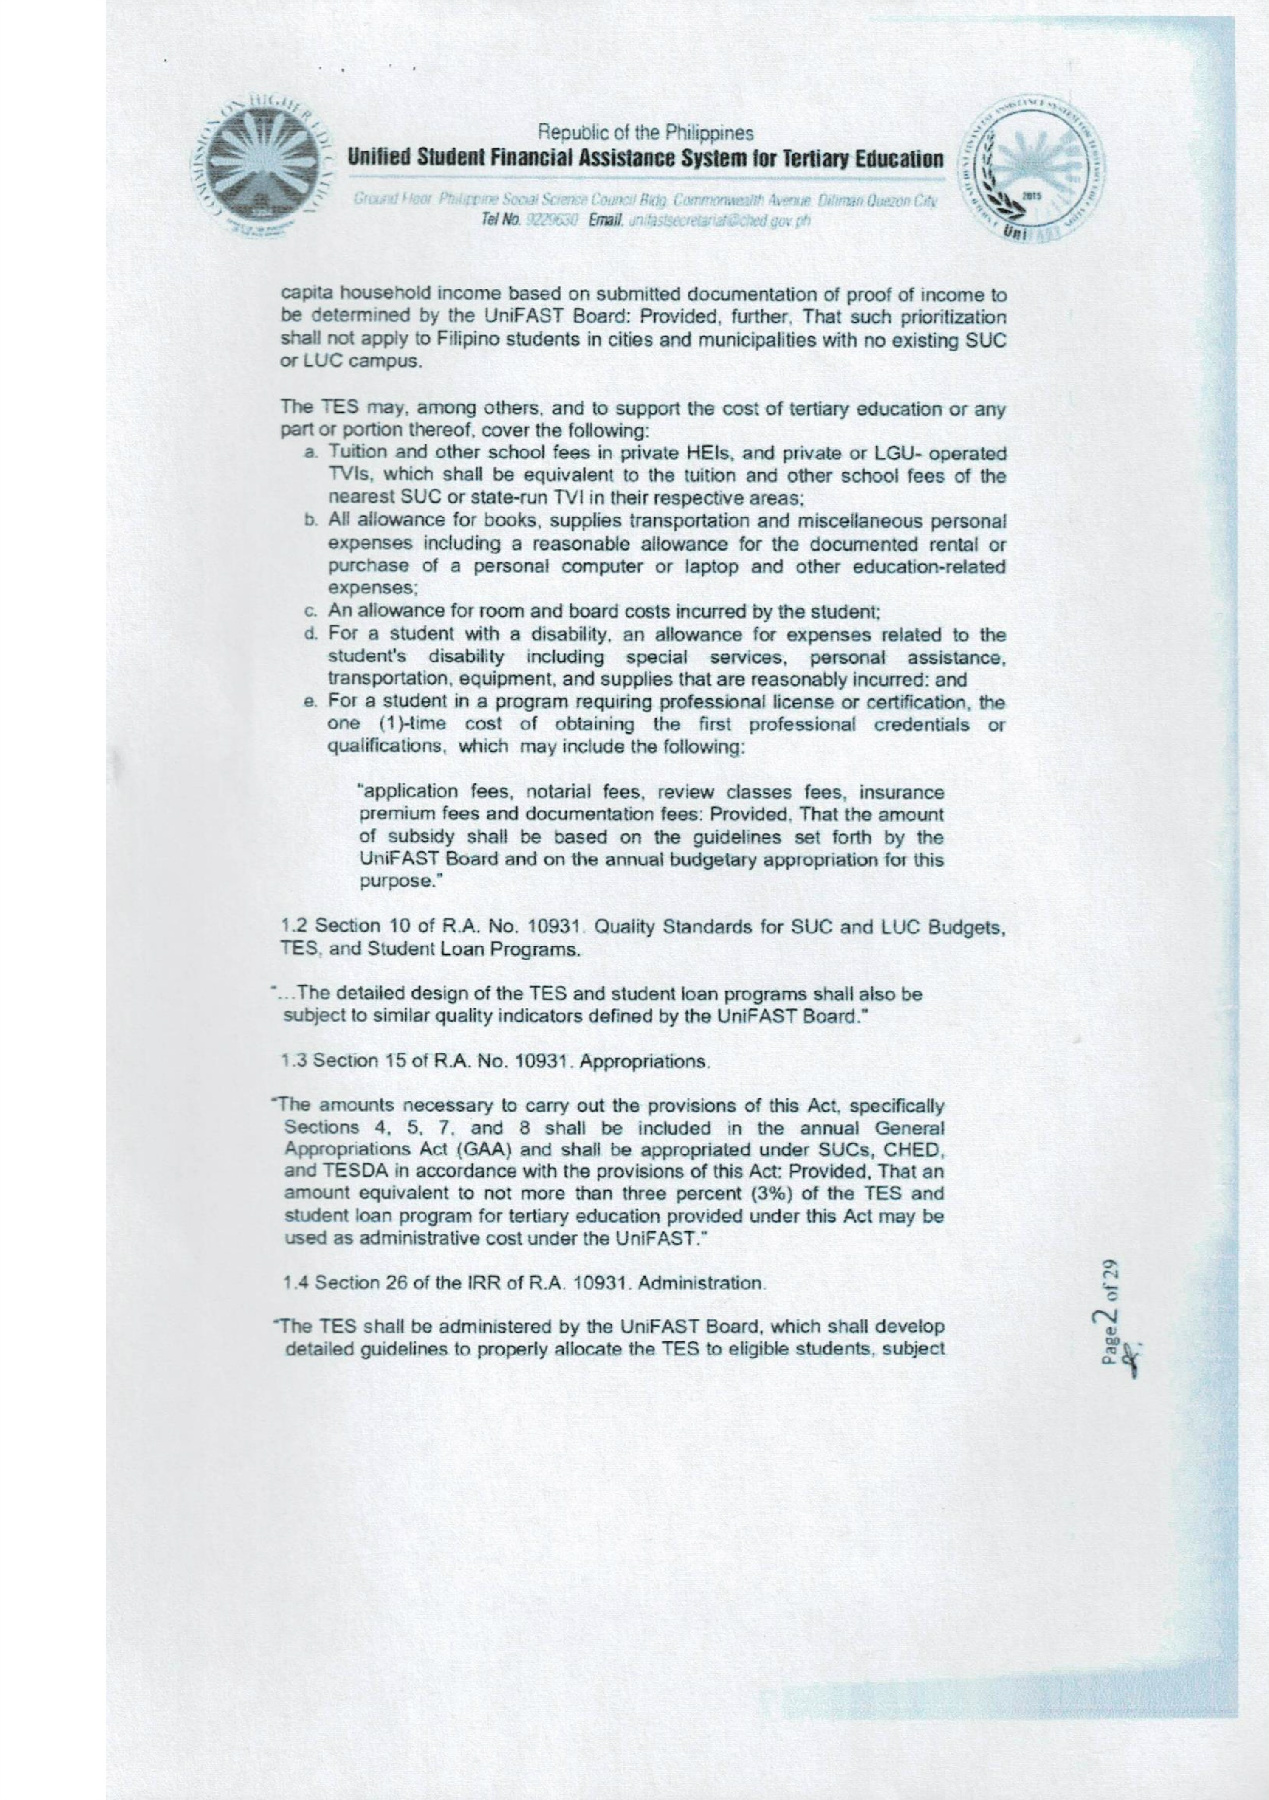 COMMISSION ON HIGHER EDUCATION
2015
Uni
Republic of the Philippines
Unified Student Financial Assistance System for Tertiary Education
Ground Floor Philippine Social Science Council Bldg. Commonwealth Avenue Diliman Quezon City
Tel No. 9229630 Email. unifastsecretariat@ched.gov.ph
capita household income based on submitted documentation of proof of income to
be determined by the UniFAST Board: Provided, further, That such prioritization
shall not apply to Filipino students in cities and municipalities with no existing SUC
or LUC campus.
The TES may, among others, and to support the cost of tertiary education or any
part or portion thereof, cover the following:
a. Tuition and other school fees in private HEIs, and private or LGU- operated
TVIs, which shall be equivalent to the tuition and other school fees of the
nearest SUC or state-run TVI in their respective areas;
b. All allowance for books, supplies transportation and miscellaneous personal
expenses including a reasonable allowance for the documented rental or
purchase of a personal computer or laptop and other education-related
expenses;
c. An allowance for room and board costs incurred by the student;
d. For a student with a disability, an allowance for expenses related to the
student's disability including special services, personal assistance,
transportation, equipment, and supplies that are reasonably incurred: and
e. For a student in a program requiring professional license or certification, the
one (1)-time cost of obtaining the first professional credentials or
qualifications, which may include the following:
"application fees, notarial fees, review classes fees, insurance
premium fees and documentation fees: Provided, That the amount
of subsidy shall be based on the guidelines set forth by the
UniFAST Board and on the annual budgetary appropriation for this
purpose."
1.2 Section 10 of R.A. No. 10931. Quality Standards for SUC and LUC Budgets,
TES, and Student Loan Programs.
"...The detailed design of the TES and student loan programs shall also be
subject to similar quality indicators defined by the UniFAST Board."
1.3 Section 15 of R.A. No. 10931. Appropriations.
"The amounts necessary to carry out the provisions of this Act, specifically
Sections 4, 5, 7, and 8 shall be included in the annual General
Appropriations Act (GAA) and shall be appropriated under SUCs, CHED,
and TESDA in accordance with the provisions of this Act: Provided, That an
amount equivalent to not more than three percent (3%) of the TES and
student loan program for tertiary education provided under this Act may be
used as administrative cost under the UniFAST."
1.4 Section 26 of the IRR of R.A. 10931. Administration.
"The TES shall be administered by the UniFAST Board, which shall develop
detailed guidelines to properly allocate the TES to eligible students, subject
Page 2 of 29